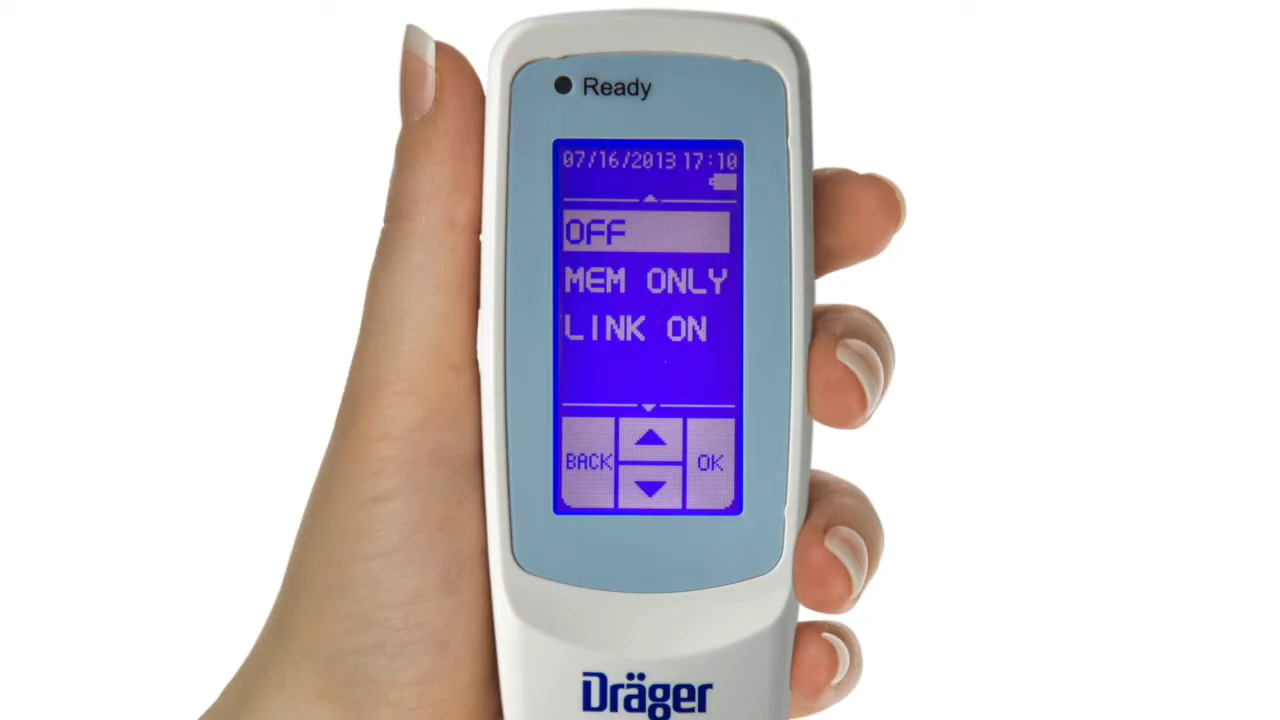 Ready
07/16/2013 17:10
OFF
MEM ONLY
LINK ON
BACK
OK
Dräger